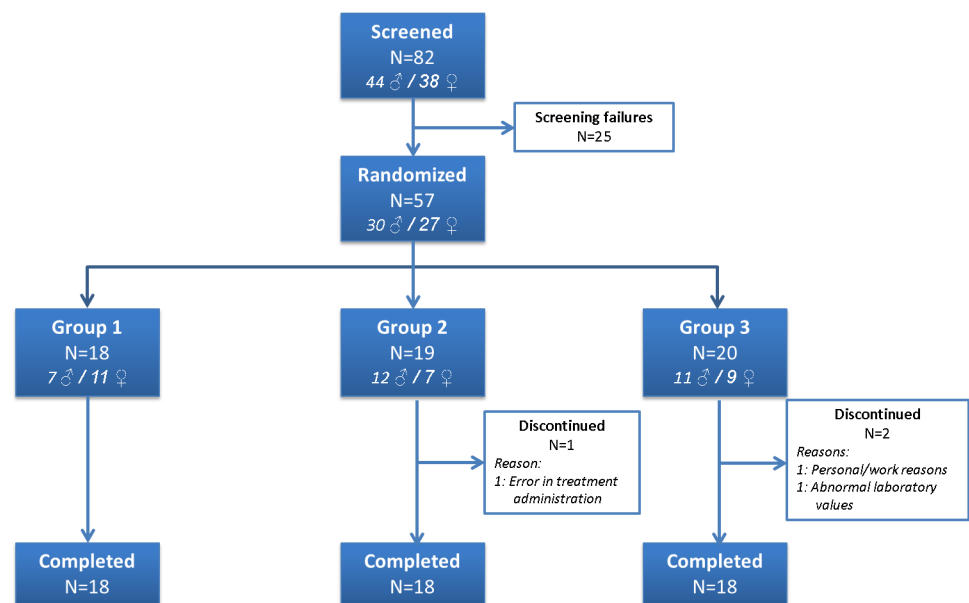 Screened
N=82
44 ♂ / 38 ♀
Screening failures
N=25
Randomized
N=57
30 ♂ / 27 ♀
Group 1
N=18
7 ♂ / 11 ♀
Group 2
N=19
12 ♂ / 7 ♀
Group 3
N=20
11 ♂ / 9 ♀
Discontinued
N=1
Reason:
1: Error in treatment
administration
Discontinued
N=2
Reasons:
1: Personal/work reasons
1: Abnormal laboratory
values
Completed
N=18
Completed
N=18
Completed
N=18